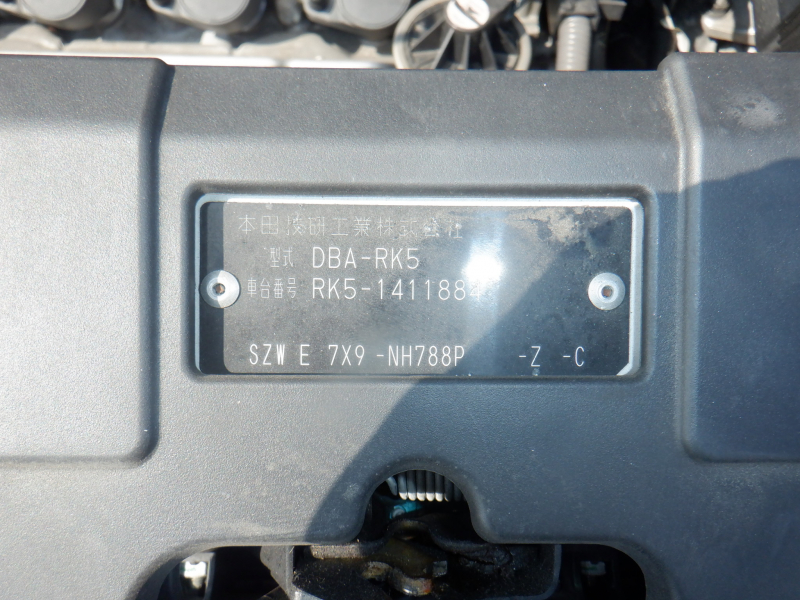 本田技研工業株式会社
型式 DBA-RK5
車台番号 RK5-1411884
SZW E 7X9 -NH788P -Z -C